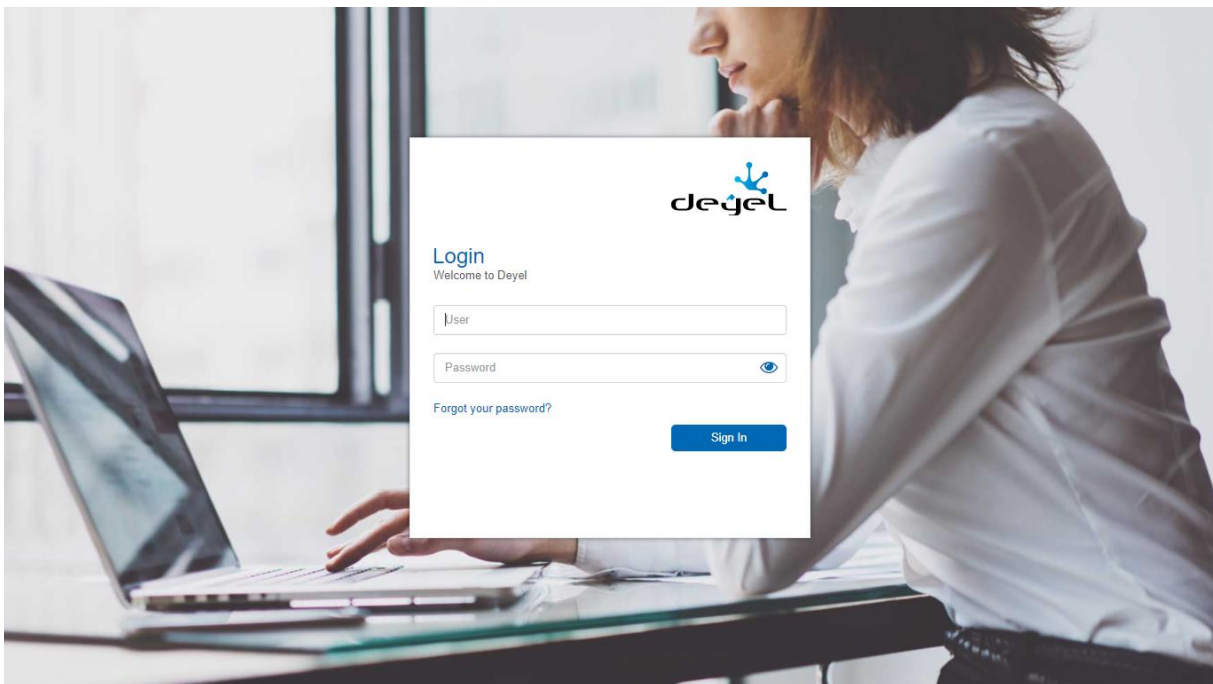 deyel
Login
Welcome to Deyel
User
Password
Forgot your password?
Sign In